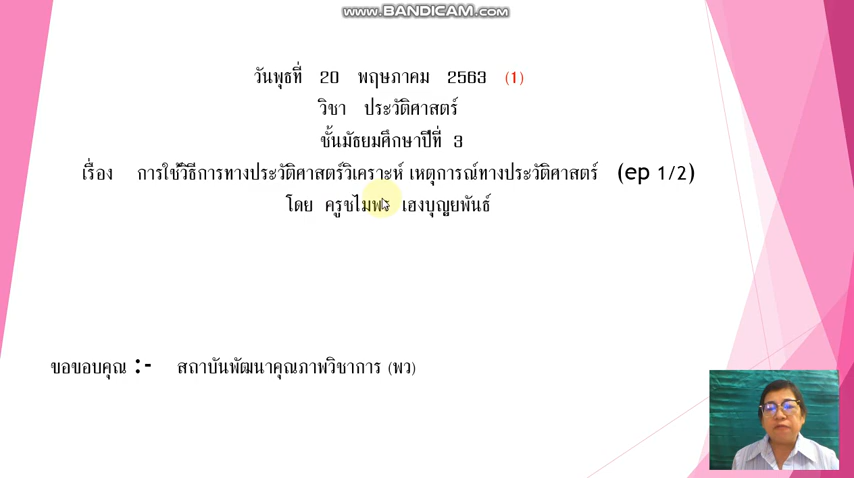 www.BANDICAM.com
วันพุธที่ 20 พฤษภาคม 2563 (1)
วิชา ประวัติศาสตร์
ชั้นมัธยมศึกษาปีที่ 3
เรื่อง การใช้วิธีการทางประวัติศาสตร์วิเคราะห์ เหตุการณ์ทางประวัติศาสตร์ (ep 1/2)
โดย ครูชไมพร เฮงบุญยพันธ์
ขอขอบคุณ :- สถาบันพัฒนาคุณภาพวิชาการ (พว)